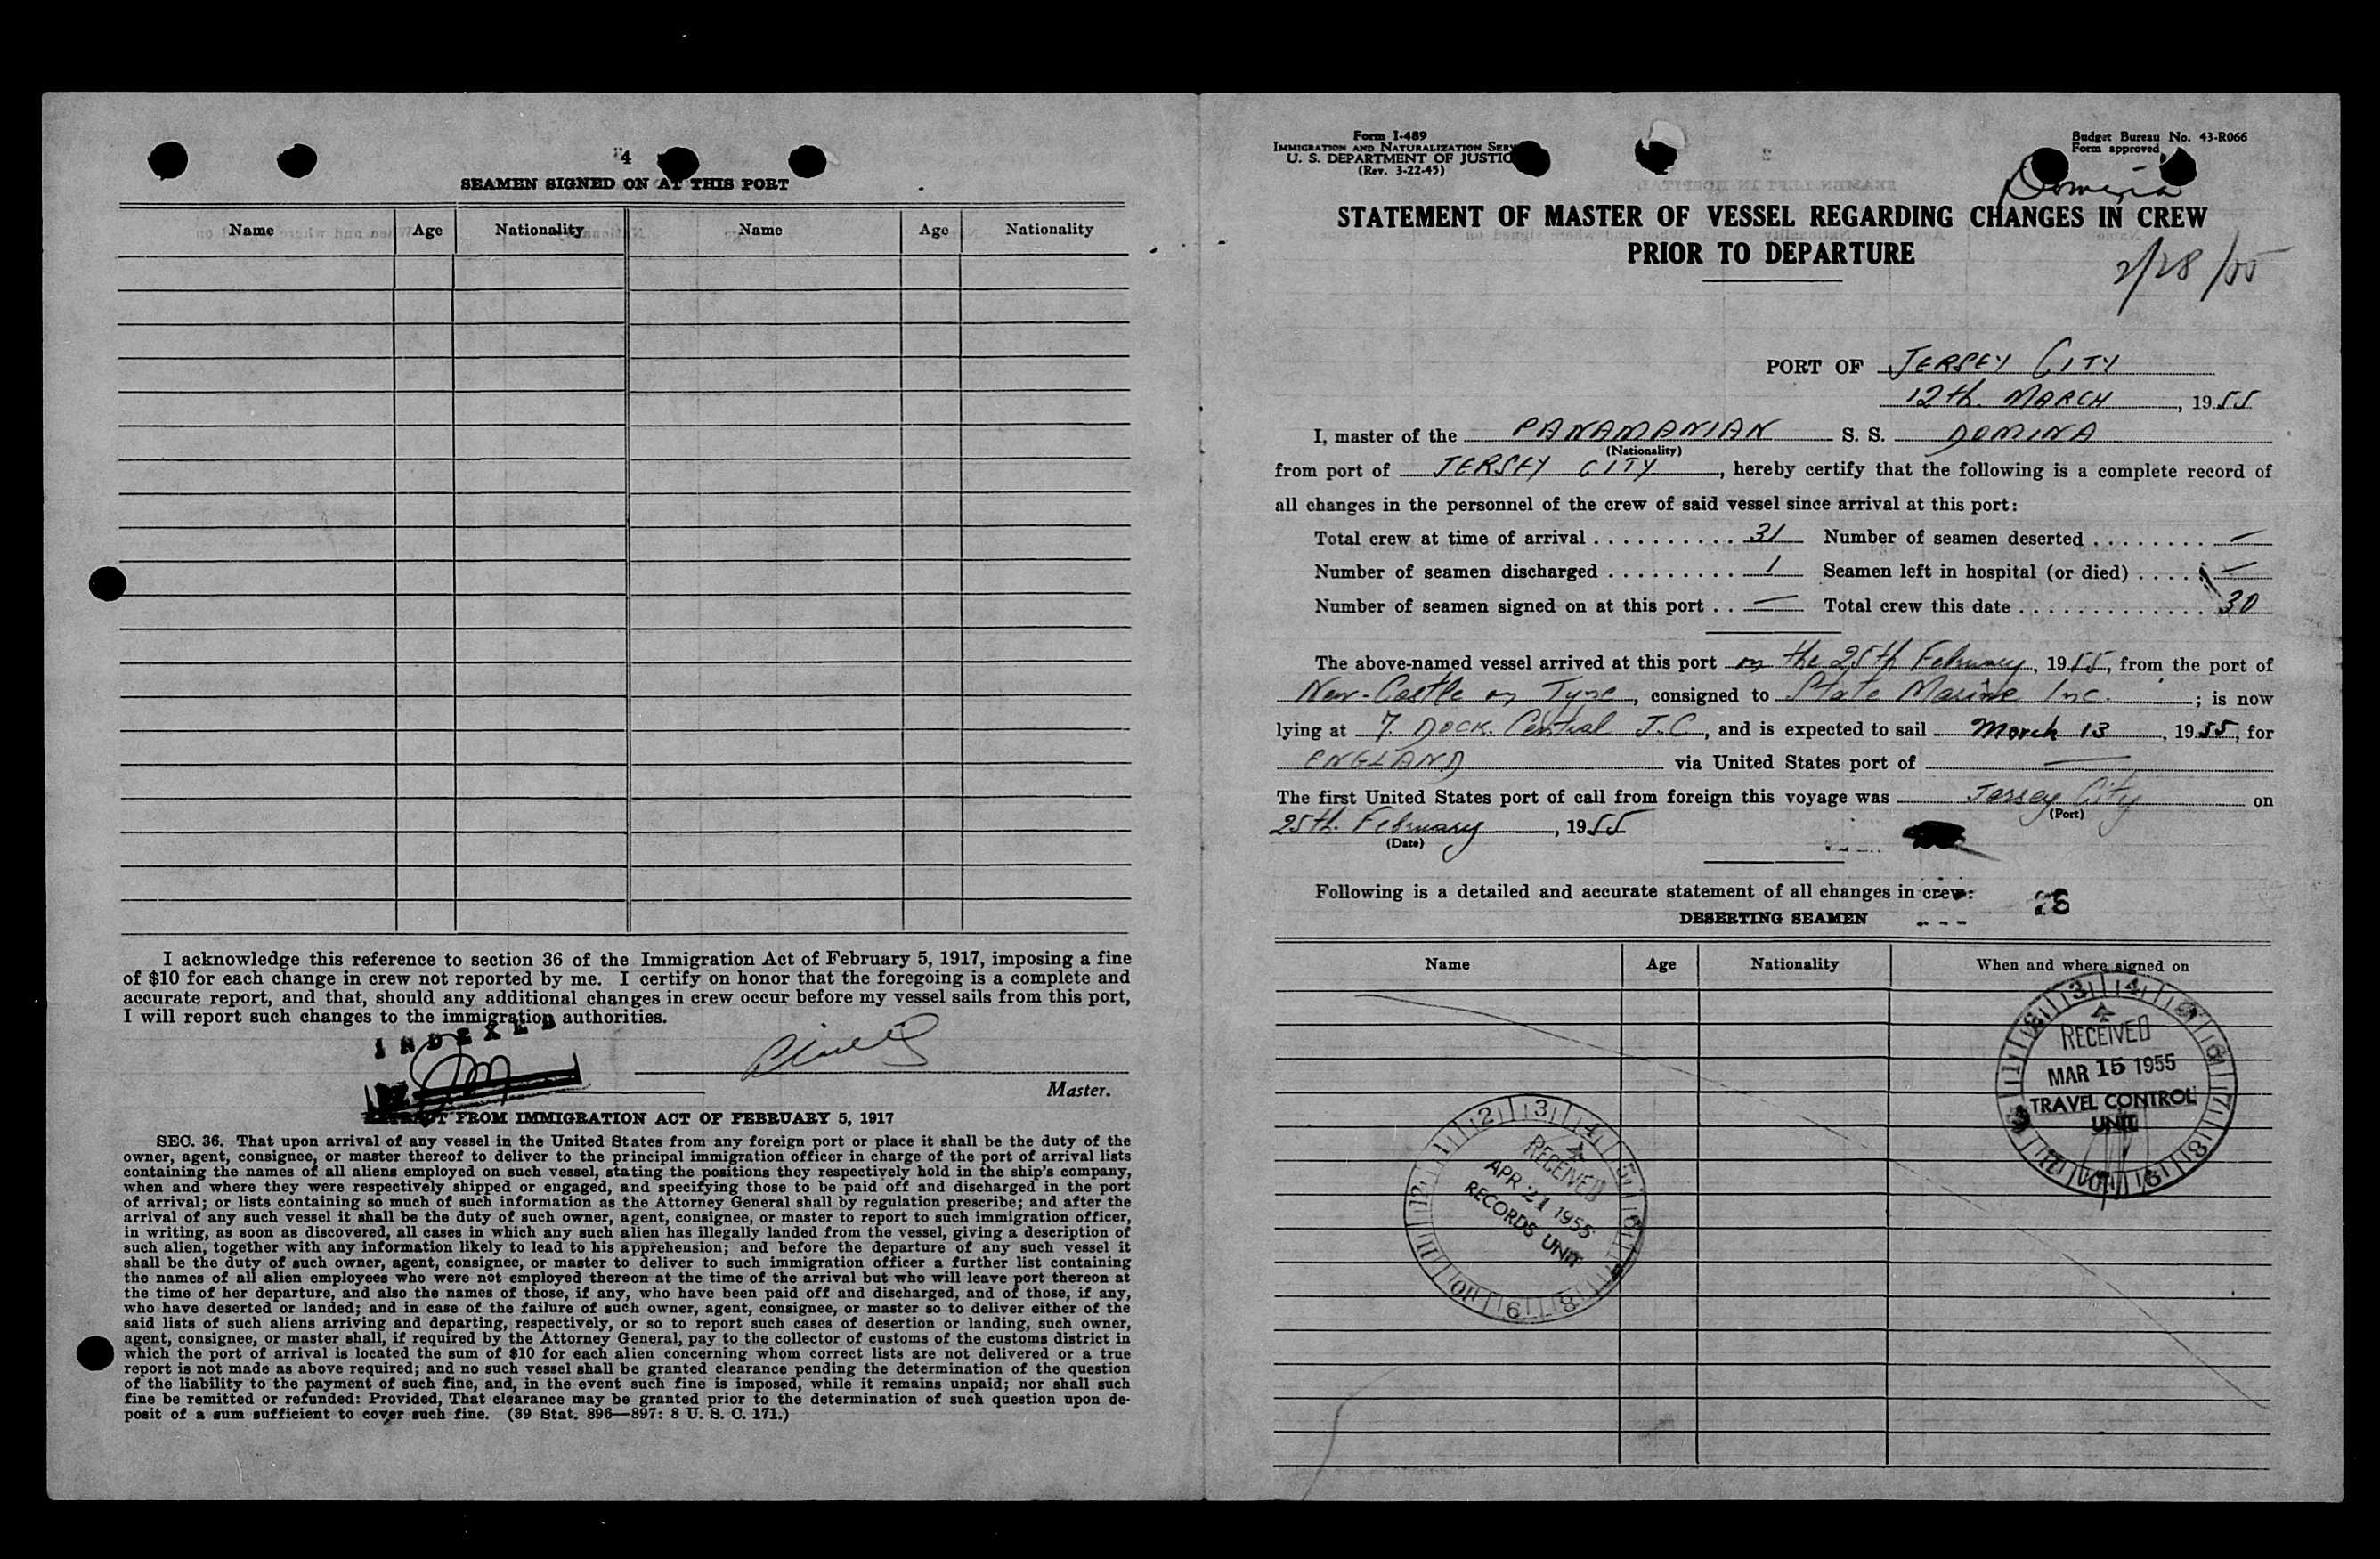 4
SEAMEN SIGNED ON AT THIS PORT
Name Age Nationality Name Age Nationality
I acknowledge this reference to section 36 of the Immigration Act of February 5, 1917, imposing a fine
of $10 for each change in crew not reported by me. I certify on honor that the foregoing is a complete and
accurate report, and that, should any additional changes in crew occur before my vessel sails from this port,
I will report such changes to the immigration authorities.
INDEXED
Master.
FROM IMMIGRATION ACT OF FEBRUARY 5, 1917
SEC. 36. That upon arrival of any vessel in the United States from any foreign port or place it shall be the duty of the
owner, agent, consignee, or master thereof to deliver to the principal immigration officer in charge of the port of arrival lists
containing the names of all aliens employed on such vessel, stating the positions they respectively hold in the ship's company,
when and where they were respectively shipped or engaged, and specifying those to be paid off and discharged in the port
of arrival; or lists containing so much of such information as the Attorney General shall by regulation prescribe; and after the
arrival of any such vessel it shall be the duty of such owner, agent, consignee, or master to report to such immigration officer,
in writing, as soon as discovered, all cases in which any such alien has illegally landed from the vessel, giving a description of
such alien, together with any information likely to lead to his apprehension; and before the departure of any such vessel it
shall be the duty of such owner, agent, consignee, or master to deliver to such immigration officer a further list containing
the names of all alien employees who were not employed thereon at the time of the arrival but who will leave port thereon at
the time of her departure, and also the names of those, if any, who have been paid off and discharged, and of those, if any,
who have deserted or landed; and in case of the failure of such owner, agent, consignee, or master so to deliver either of the
said lists of such aliens arriving and departing, respectively, or so to report such cases of desertion or landing, such owner,
agent, consignee, or master shall, if required by the Attorney General, pay to the collector of customs of the customs district in
which the port of arrival is located the sum of $10 for each alien concerning whom correct lists are not delivered or a true
report is not made as above required; and no such vessel shall be granted clearance pending the determination of the question
of the liability to the payment of such fine, and, in the event such fine is imposed, while it remains unpaid; nor shall such
fine be remitted or refunded: Provided, That clearance may be granted prior to the determination of such question upon de-
posit of a sum sufficient to cover such fine. (39 Stat. 896—897: 8 U. S. C. 171.)
Form I-489
IMMIGRATION AND NATURALIZATION SERV
U. S. DEPARTMENT OF JUSTIC
(Rev. 3-22-45)
Budget Bureau No. 43-R066
Form approved
Domina
STATEMENT OF MASTER OF VESSEL REGARDING CHANGES IN CREW
PRIOR TO DEPARTURE
2/28/55
PORT OF JERSEY CITY
12th. MARCH, 1955
I, master of the PANAMANIAN S. S. DOMINA
(Nationality)
from port of JERSEY CITY, hereby certify that the following is a complete record of
all changes in the personnel of the crew of said vessel since arrival at this port:
Total crew at time of arrival . . . . . . . . . . . 31 Number of seamen deserted . . . . . . . . —
Number of seamen discharged . . . . . . . . . 1 Seamen left in hospital (or died) . . . . —
Number of seamen signed on at this port . . — Total crew this date . . . . . . . . . . . . . . 30
The above-named vessel arrived at this port on the 25th February, 1955, from the port of
New-Castle on Tyne, consigned to State Marine Inc. ; is now
lying at 7. DOCK. Central J.C, and is expected to sail March 13, 1955, for
ENGLAND via United States port of —
The first United States port of call from foreign this voyage was Jersey City on
(Port)
25th. February, 1955
(Date)
Following is a detailed and accurate statement of all changes in crew:
DESERTING SEAMEN
Name Age Nationality When and where signed on
RECEIVED
MAR 15 1955
TRAVEL CONTROL
UNIT
RECEIVED
APR 21 1955
RECORDS UNIT